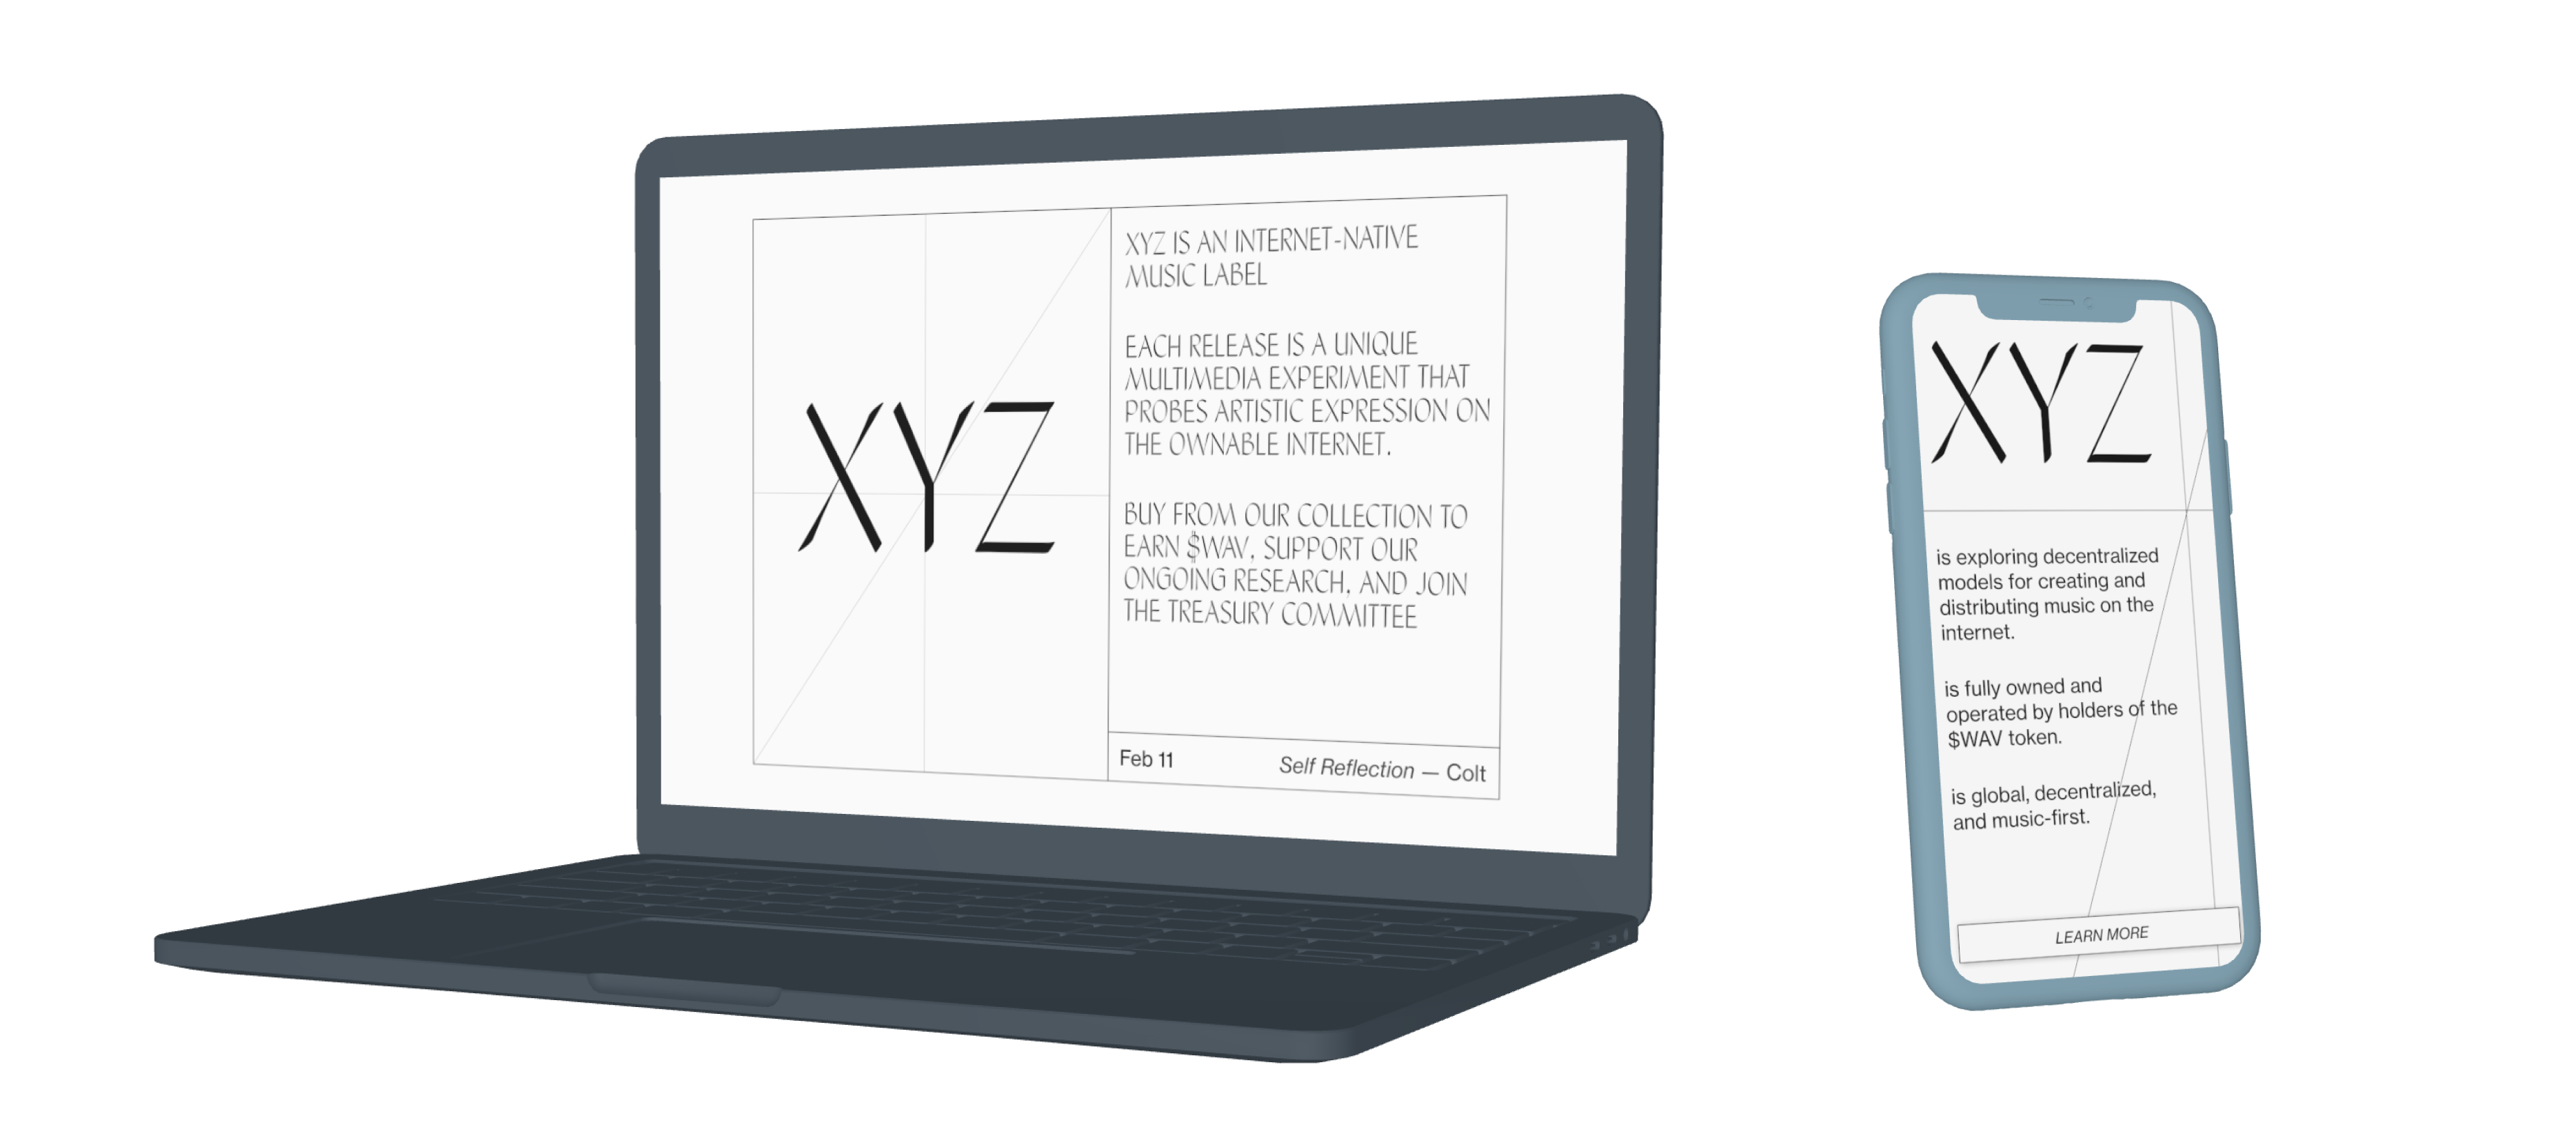 XYZ
XYZ IS AN INTERNET-NATIVE
MUSIC LABEL
EACH RELEASE IS A UNIQUE
MULTIMEDIA EXPERIMENT THAT
PROBES ARTISTIC EXPRESSION ON
THE OWNABLE INTERNET.
BUY FROM OUR COLLECTION TO
EARN $WAV, SUPPORT OUR
ONGOING RESEARCH, AND JOIN
THE TREASURY COMMITTEE
Feb 11
Self Reflection — Colt
XYZ
is exploring decentralized
models for creating and
distributing music on the
internet.
is fully owned and
operated by holders of the
$WAV token.
is global, decentralized,
and music-first.
LEARN MORE